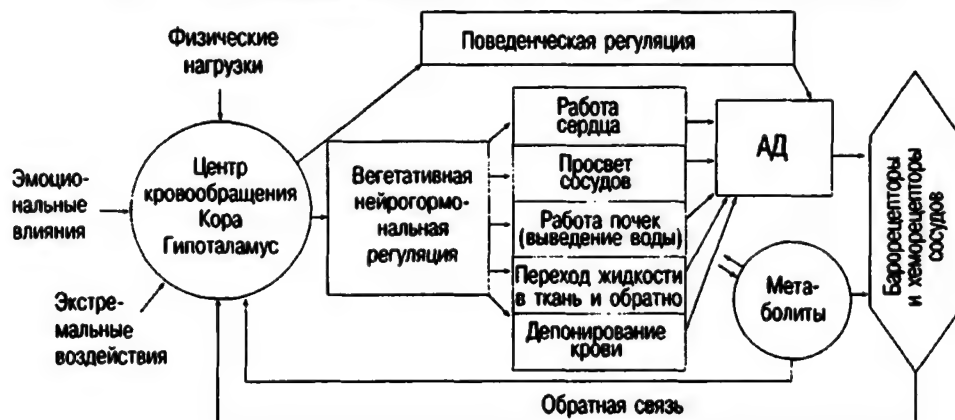 Физические
нагрузки
Поведенческая регуляция
Эмоцио-
нальные
влияния
Центр
кровообращения
Кора
Гипоталамус
Экстре-
мальные
воздействия
Вегетативная
нейрогормо-
нальная
регуляция
Работа
сердца
Просвет
сосудов
Работа почек
(выведение воды)
Переход жидкости
в ткань и обратно
Депонирование
крови
АД
Мета-
болиты
Барорецепторы
и хеморецепторы
сосудов
Обратная связь